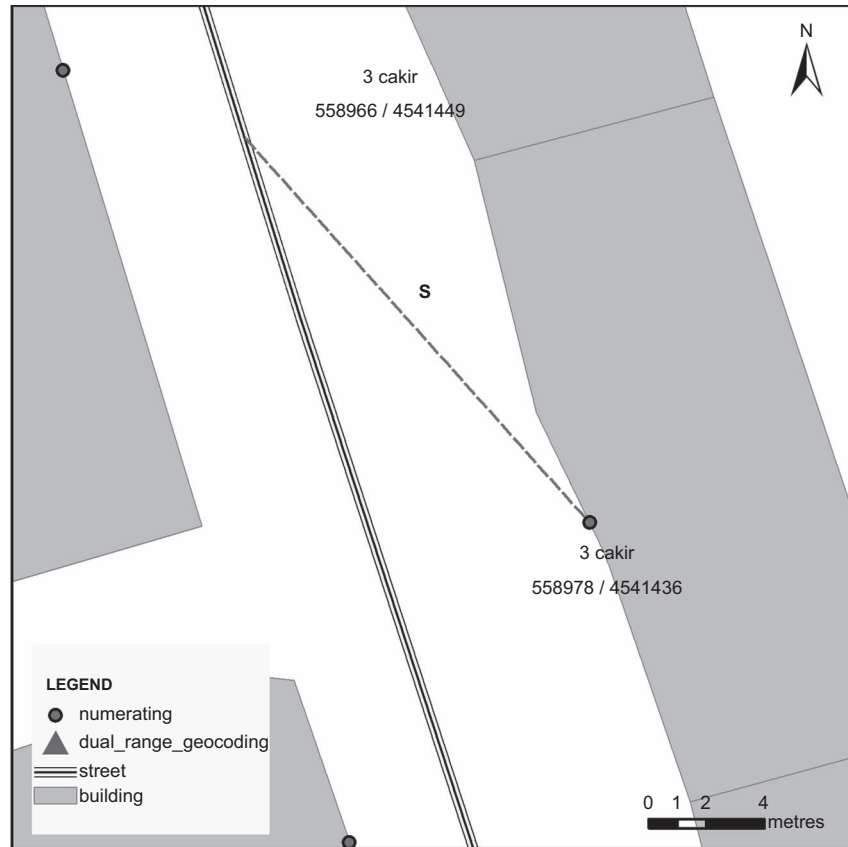 N
3 cakir
558966 / 4541449
S
3 cakir
558978 / 4541436
LEGEND
numerating
dual_range_geocoding
street
building
0 1 2 4
metres